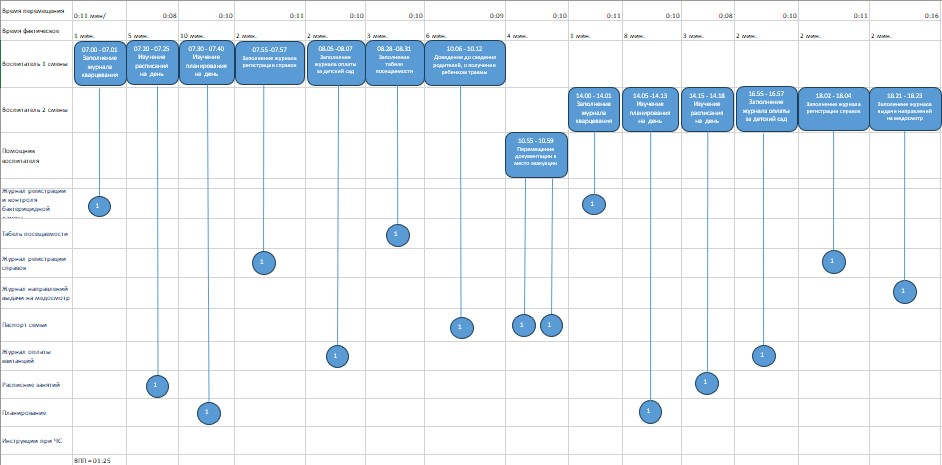 Время перемещения
0:11 мин/
0:08
0:10
0:11
0:10
0:10
0:09
0:10
0:11
0:10
0:11
0:10
0:11
0:16
Время фактическое
1 мин.
5 мин.
10 мин.
2 мин.
2 мин.
3 мин.
6 мин.
4 мин.
1 мин.
8 мин.
3 мин.
2 мин.
2 мин.
2 мин.
Воспитатель 1 смены
07.00 - 07.01
Заполнение
журнала
кварцевания
07.20 - 07.25
Изучение
расписания
на день
07.30 - 07.40
Изучение
планирования
на день
07.55 -07.57
Заполнение журнала
регистрации справок
08.05 -08.07
Заполнение
журнала оплаты
за детский сад
08.28 -08.31
Заполнение
табеля
посещаемости
10.06 - 10.12
Доведение до сведения
родителей, о получении
ребенком травмы
Воспитатель 2 смены
14.00 - 14.01
Заполнение
журнала
кварцевания
14.05 -14.13
Изучение
планирования
на день
14.15 - 14.18
Изучение
расписания
на день
16.55 - 16.57
Заполнение
журнала оплаты
за детский сад
18.02 - 18.04
Заполнение журнала
регистрации справок
18.21 - 18.23
Заполнение журнала
выдачи направлений
на медосмотр
Помощник
воспитателя
10.55 - 10.59
Перемещение
документации в
место эвакуации
Журнал регистрации
и контроля
бактерицидной
1
1
Табель посещаемости
1
Журнал регистрации
справок
1
1
Журнал направлений
выдачи на медосмотр
1
Паспорт семьи
1
1
1
Журнал оплаты
квитанций
1
1
Расписние занятий
1
1
Планирование
1
1
Инструкции при ЧС
ВПП = 01:25